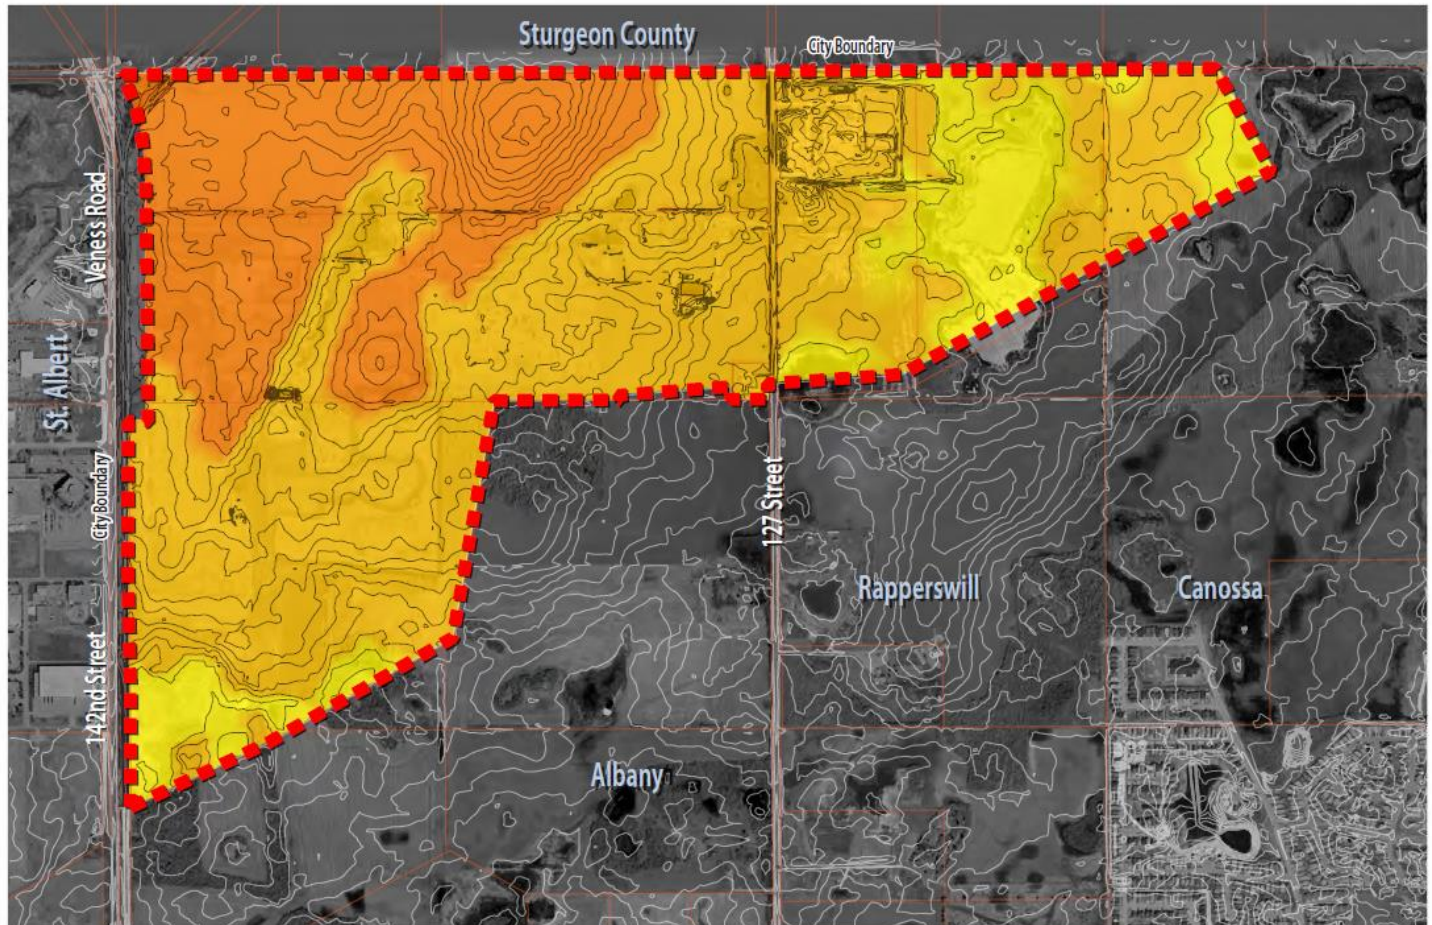 Sturgeon County
City Boundary
Veness Road
St. Albert
City Boundary
127 Street
142nd Street
Rapperswill
Canossa
Albany